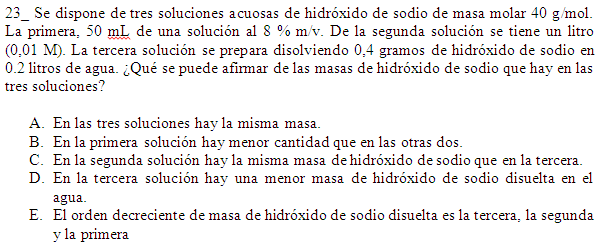 23_ Se dispone de tres soluciones acuosas de hidróxido de sodio de masa molar 40 g/mol.
La primera, 50 mL de una solución al 8 % m/v. De la segunda solución se tiene un litro
(0,01 M). La tercera solución se prepara disolviendo 0,4 gramos de hidróxido de sodio en
0.2 litros de agua. ¿Qué se puede afirmar de las masas de hidróxido de sodio que hay en las
tres soluciones?
A. En las tres soluciones hay la misma masa.
B. En la primera solución hay menor cantidad que en las otras dos.
C. En la segunda solución hay la misma masa de hidróxido de sodio que en la tercera.
D. En la tercera solución hay una menor masa de hidróxido de sodio disuelta en el
agua.
E. El orden decreciente de masa de hidróxido de sodio disuelta es la tercera, la segunda
y la primera